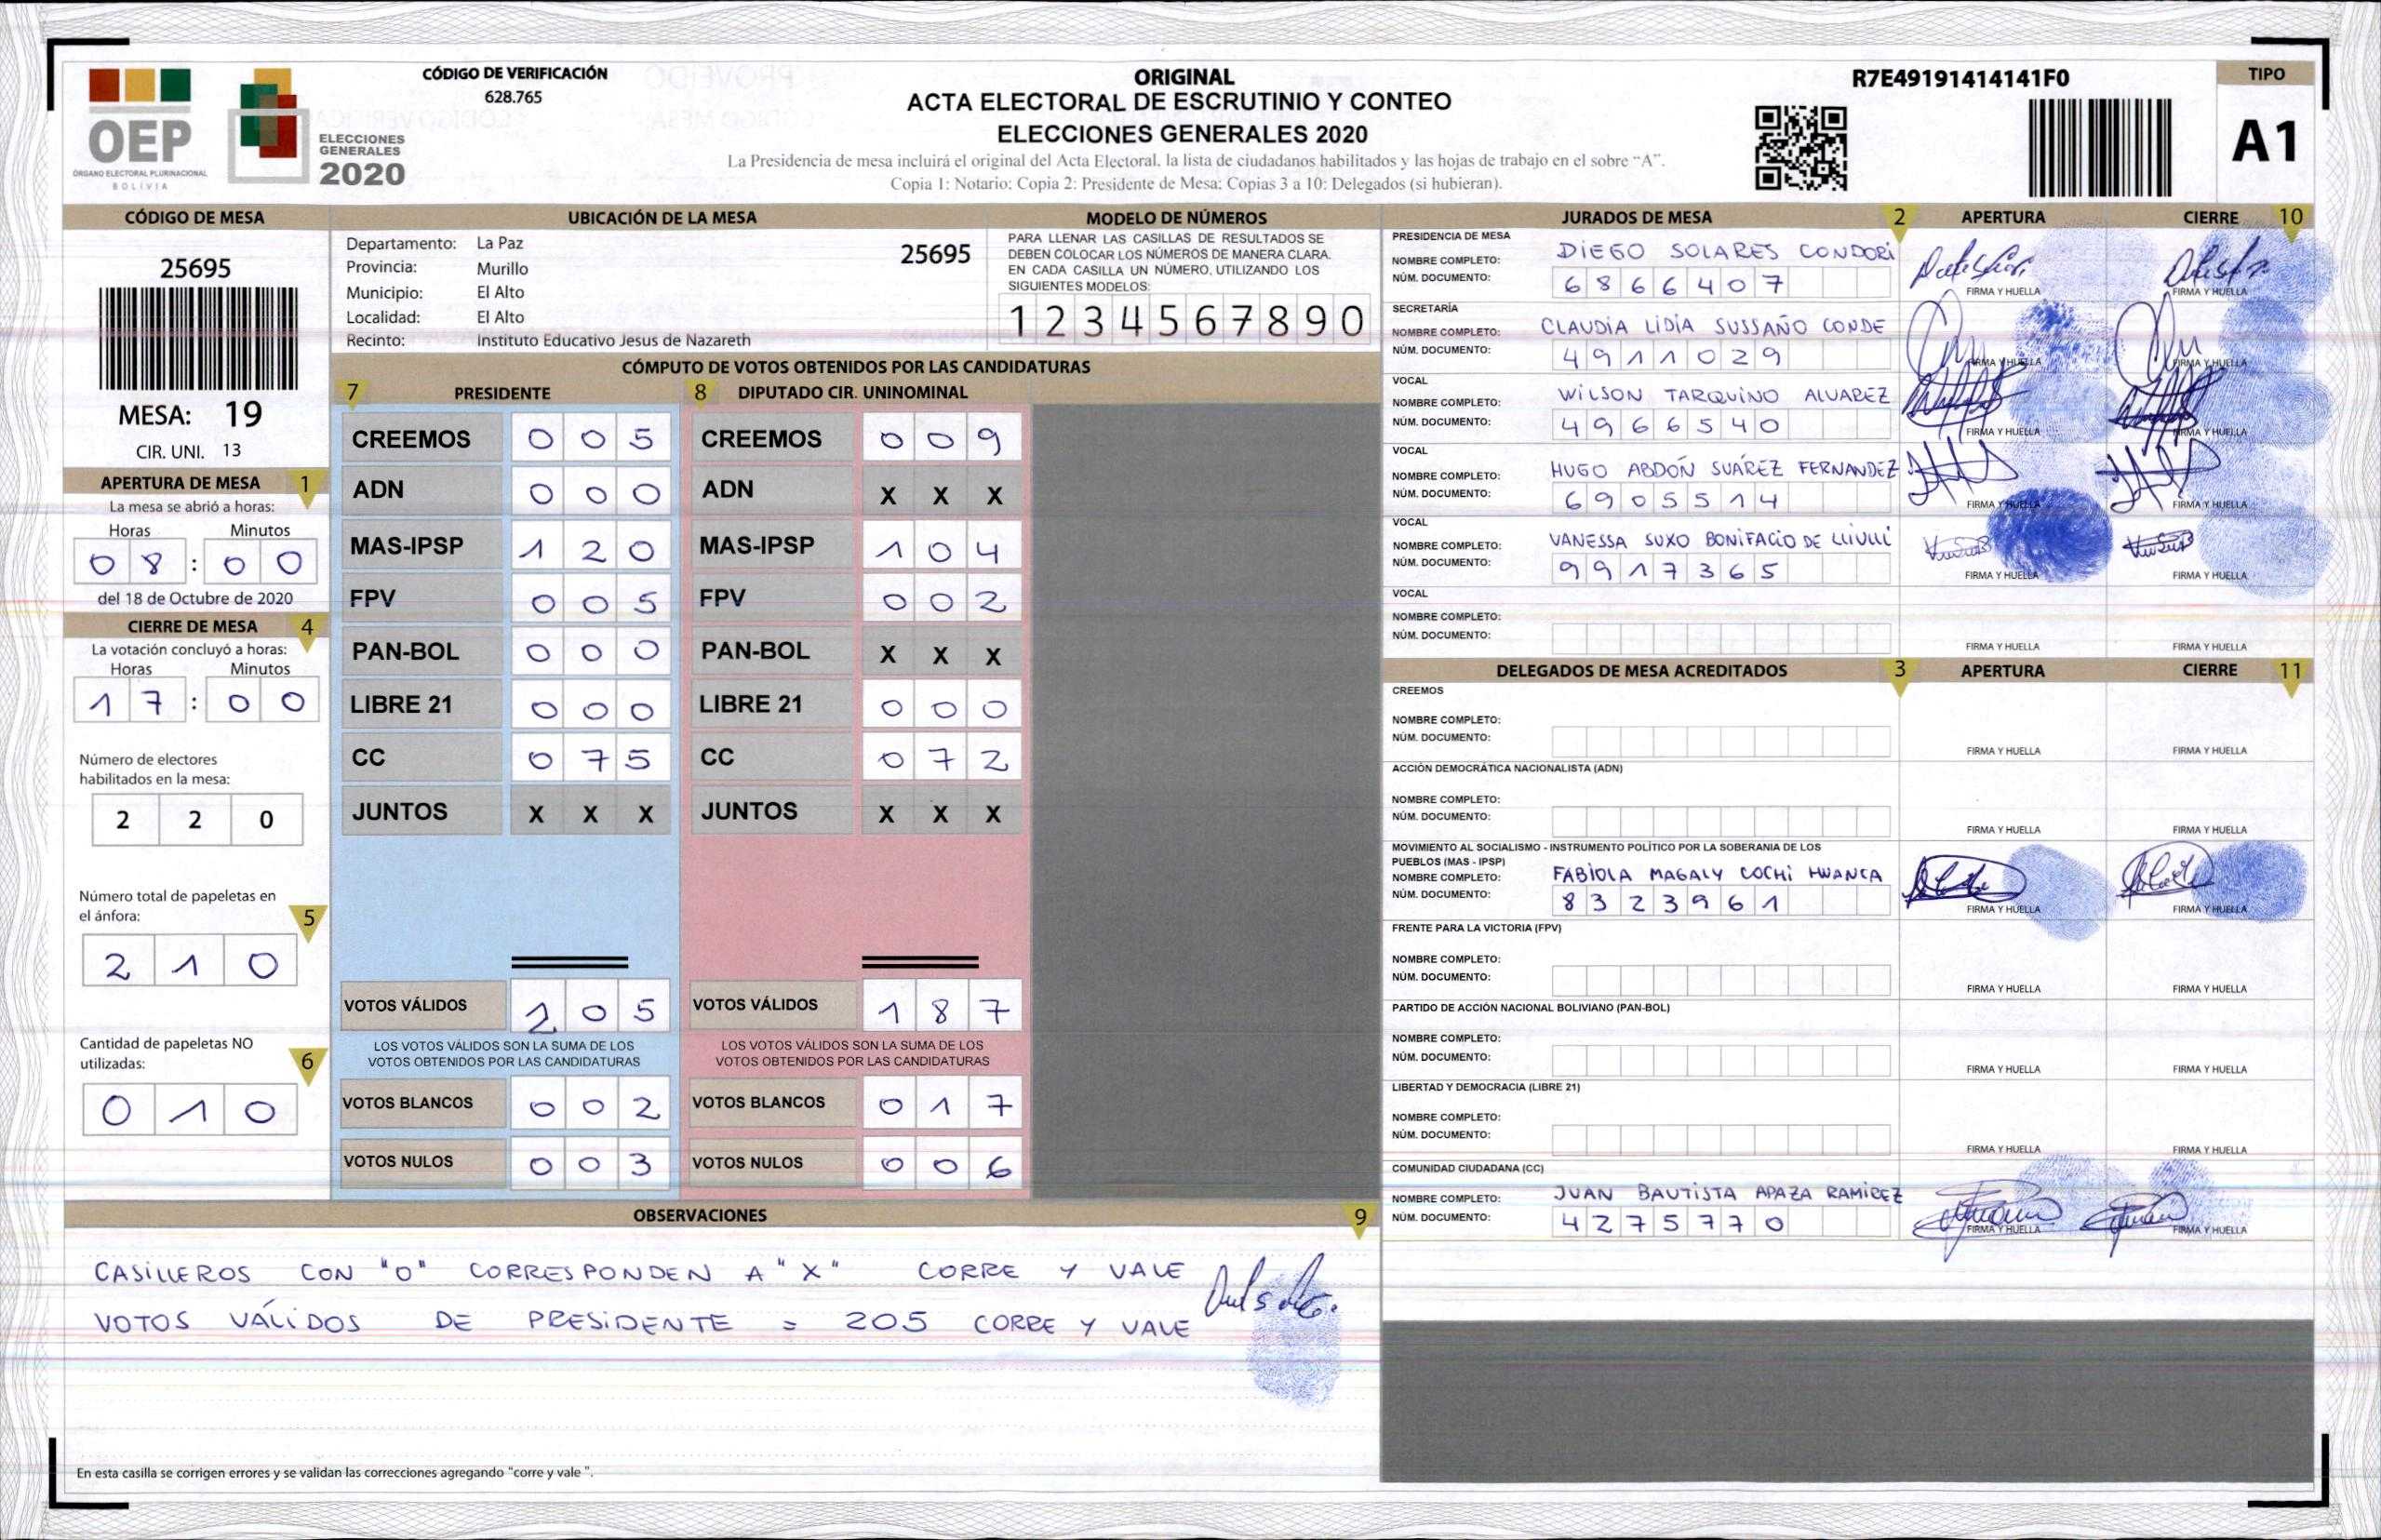 OEP
ÓRGANO ELECTORAL PLURINACIONAL
BOLIVIA
ELECCIONES
GENERALES
2020
CÓDIGO DE VERIFICACIÓN
628.765
ORIGINAL
ACTA ELECTORAL DE ESCRUTINIO Y CONTEO
ELECCIONES GENERALES 2020
La Presidencia de mesa incluirá el original del Acta Electoral, la lista de ciudadanos habilitados y las hojas de trabajo en el sobre "A".
Copia 1: Notario; Copia 2: Presidente de Mesa; Copias 3 a 10: Delegados (si hubieran).
R7E49191414141F0
TIPO
A1
CÓDIGO DE MESA
25695
MESA: 19
CIR. UNI. 13
APERTURA DE MESA 1
La mesa se abrió a horas:
Horas Minutos
0 8 : 0 0
del 18 de Octubre de 2020
CIERRE DE MESA 4
La votación concluyó a horas:
Horas Minutos
1 7 : 0 0
Número de electores
habilitados en la mesa:
2 2 0
Número total de papeletas en
el ánfora: 5
2 1 0
Cantidad de papeletas NO
utilizadas: 6
0 1 0
UBICACIÓN DE LA MESA
Departamento: La Paz 25695
Provincia: Murillo
Municipio: El Alto
Localidad: El Alto
Recinto: Instituto Educativo Jesus de Nazareth
MODELO DE NÚMEROS
PARA LLENAR LAS CASILLAS DE RESULTADOS SE
DEBEN COLOCAR LOS NÚMEROS DE MANERA CLARA.
EN CADA CASILLA UN NÚMERO, UTILIZANDO LOS
SIGUIENTES MODELOS:
1 2 3 4 5 6 7 8 9 0
CÓMPUTO DE VOTOS OBTENIDOS POR LAS CANDIDATURAS
7 PRESIDENTE 8 DIPUTADO CIR. UNINOMINAL
CREEMOS 0 0 5 CREEMOS 0 0 9
ADN 0 0 0 ADN X X X
MAS-IPSP 1 2 0 MAS-IPSP 1 0 4
FPV 0 0 5 FPV 0 0 2
PAN-BOL 0 0 0 PAN-BOL X X X
LIBRE 21 0 0 0 LIBRE 21 0 0 0
CC 0 7 5 CC 0 7 2
JUNTOS X X X JUNTOS X X X
VOTOS VÁLIDOS 2 0 5 VOTOS VÁLIDOS 1 8 7
LOS VOTOS VÁLIDOS SON LA SUMA DE LOS LOS VOTOS VÁLIDOS SON LA SUMA DE LOS
VOTOS OBTENIDOS POR LAS CANDIDATURAS VOTOS OBTENIDOS POR LAS CANDIDATURAS
VOTOS BLANCOS 0 0 2 VOTOS BLANCOS 0 1 7
VOTOS NULOS 0 0 3 VOTOS NULOS 0 0 6
OBSERVACIONES 9
CASILLEROS CON "0" CORRESPONDEN A "X" CORRE Y VALE
VOTOS VÁLIDOS DE PRESIDENTE = 205 CORRE Y VALE
En esta casilla se corrigen errores y se validan las correcciones agregando "corre y vale ".
JURADOS DE MESA 2 APERTURA CIERRE 10
PRESIDENCIA DE MESA
NOMBRE COMPLETO: DIEGO SOLARES CONDORI
NÚM. DOCUMENTO: 6 8 6 6 4 0 7
FIRMA Y HUELLA FIRMA Y HUELLA
SECRETARÍA
NOMBRE COMPLETO: CLAUDIA LIDIA SUSSAÑO CONDE
NÚM. DOCUMENTO: 4 9 1 1 0 2 9
FIRMA Y HUELLA FIRMA Y HUELLA
VOCAL
NOMBRE COMPLETO: WILSON TARQUINO ALVAREZ
NÚM. DOCUMENTO: 4 9 6 6 5 4 0
FIRMA Y HUELLA FIRMA Y HUELLA
VOCAL
NOMBRE COMPLETO: HUGO ABDÓN SUÁREZ FERNANDEZ
NÚM. DOCUMENTO: 6 9 0 5 5 1 4
FIRMA Y HUELLA FIRMA Y HUELLA
VOCAL
NOMBRE COMPLETO: VANESSA SUXO BONIFACIO DE
NÚM. DOCUMENTO: 9 9 1 7 3 6 5
FIRMA Y HUELLA FIRMA Y HUELLA
VOCAL
NOMBRE COMPLETO:
NÚM. DOCUMENTO:
FIRMA Y HUELLA FIRMA Y HUELLA
DELEGADOS DE MESA ACREDITADOS 3 APERTURA CIERRE 11
CREEMOS
NOMBRE COMPLETO:
NÚM. DOCUMENTO:
FIRMA Y HUELLA FIRMA Y HUELLA
ACCIÓN DEMOCRÁTICA NACIONALISTA (ADN)
NOMBRE COMPLETO:
NÚM. DOCUMENTO:
FIRMA Y HUELLA FIRMA Y HUELLA
MOVIMIENTO AL SOCIALISMO - INSTRUMENTO POLÍTICO POR LA SOBERANIA DE LOS
PUEBLOS (MAS - IPSP)
NOMBRE COMPLETO: FABIOLA MAGALY COCHI HUANCA
NÚM. DOCUMENTO: 8 3 2 3 9 6 1
FIRMA Y HUELLA FIRMA Y HUELLA
FRENTE PARA LA VICTORIA (FPV)
NOMBRE COMPLETO:
NÚM. DOCUMENTO:
FIRMA Y HUELLA FIRMA Y HUELLA
PARTIDO DE ACCIÓN NACIONAL BOLIVIANO (PAN-BOL)
NOMBRE COMPLETO:
NÚM. DOCUMENTO:
FIRMA Y HUELLA FIRMA Y HUELLA
LIBERTAD Y DEMOCRACIA (LIBRE 21)
NOMBRE COMPLETO:
NÚM. DOCUMENTO:
FIRMA Y HUELLA FIRMA Y HUELLA
COMUNIDAD CIUDADANA (CC)
NOMBRE COMPLETO: JUAN BAUTISTA APAZA RAMIREZ
NÚM. DOCUMENTO: 4 2 7 5 7 7 0
FIRMA Y HUELLA FIRMA Y HUELLA